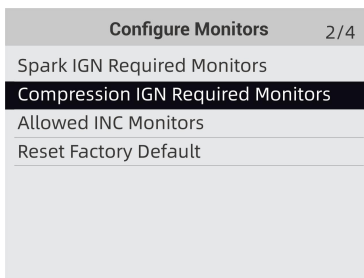 Configure Monitors 2/4
Spark IGN Required Monitors
Compression IGN Required Monitors
Allowed INC Monitors
Reset Factory Default